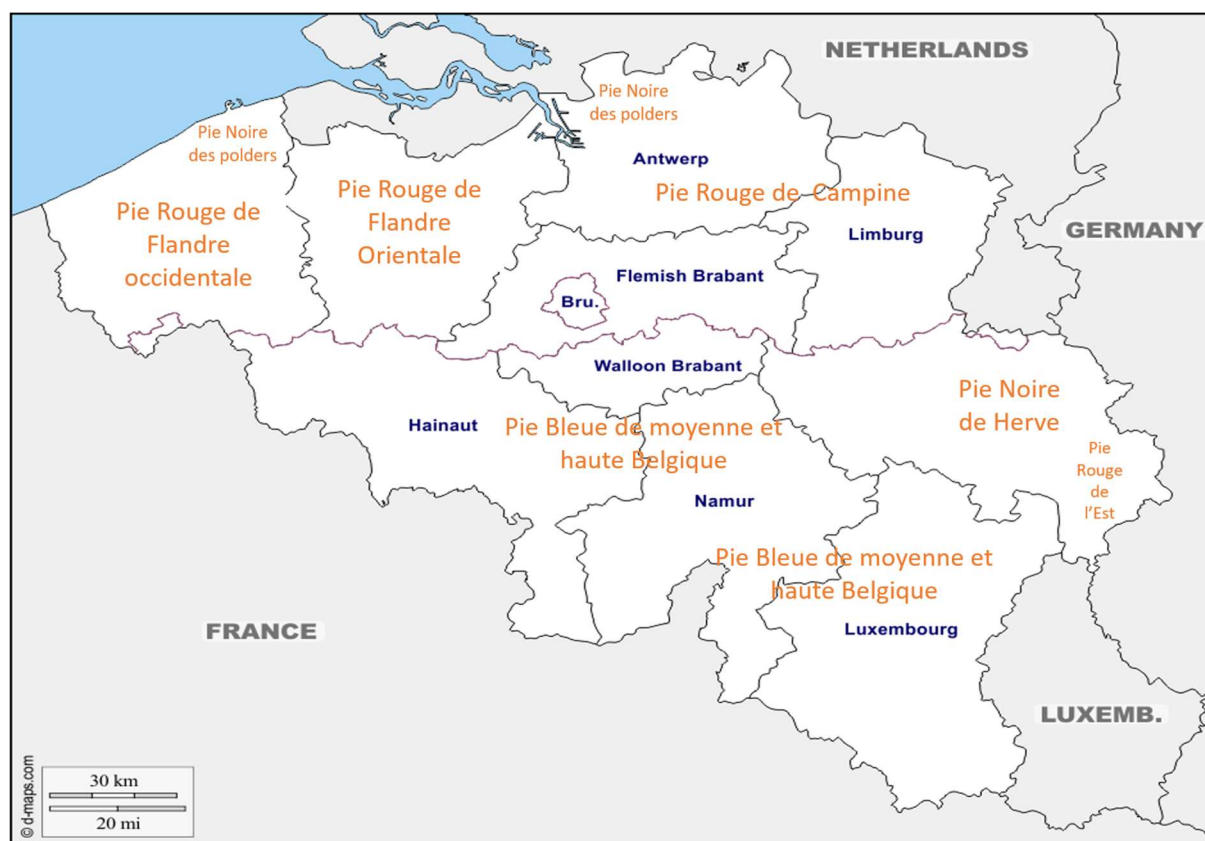 NETHERLANDS
Pie Noire
des polders
Pie Noire
des polders
Antwerp
Pie Rouge de
Flandre
occidentale
Pie Rouge de
Flandre
Orientale
Pie Rouge de Campine
GERMANY
Limburg
Flemish Brabant
Bru.
Walloon Brabant
Hainaut
Pie Bleue de moyenne et
haute Belgique
Pie Noire
de Herve
Pie
Rouge
de
l'Est
Namur
Pie Bleue de moyenne et
haute Belgique
Luxembourg
FRANCE
LUXEMB.
© d-maps.com
30 km
20 mi